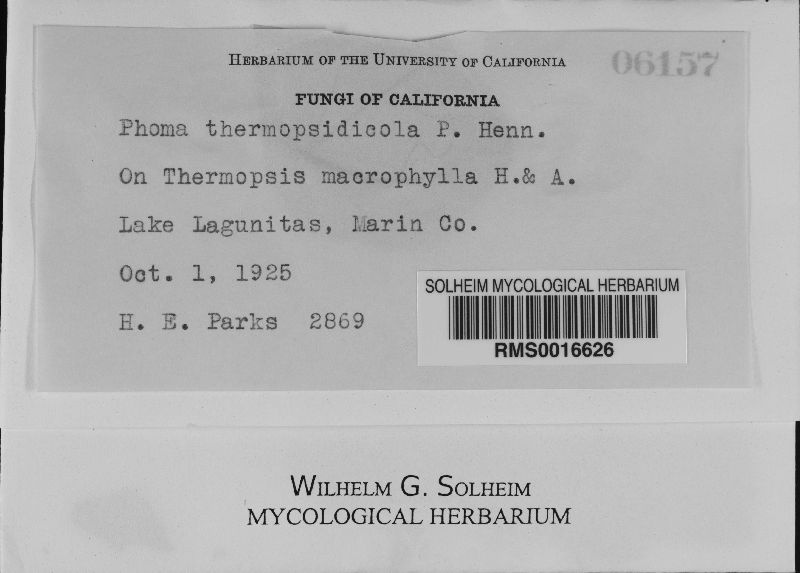 HERBARIUM OF THE UNIVERSITY OF CALIFORNIA
06157
FUNGI OF CALIFORNIA
Phoma thermopsidicola P. Henn.
On Thermopsis macrophylla H.& A.
Lake Lagunitas, Marin Co.
Oct. 1, 1925
H. E. Parks 2869
SOLHEIM MYCOLOGICAL HERBARIUM
RMS0016626
WILHELM G. SOLHEIM
MYCOLOGICAL HERBARIUM